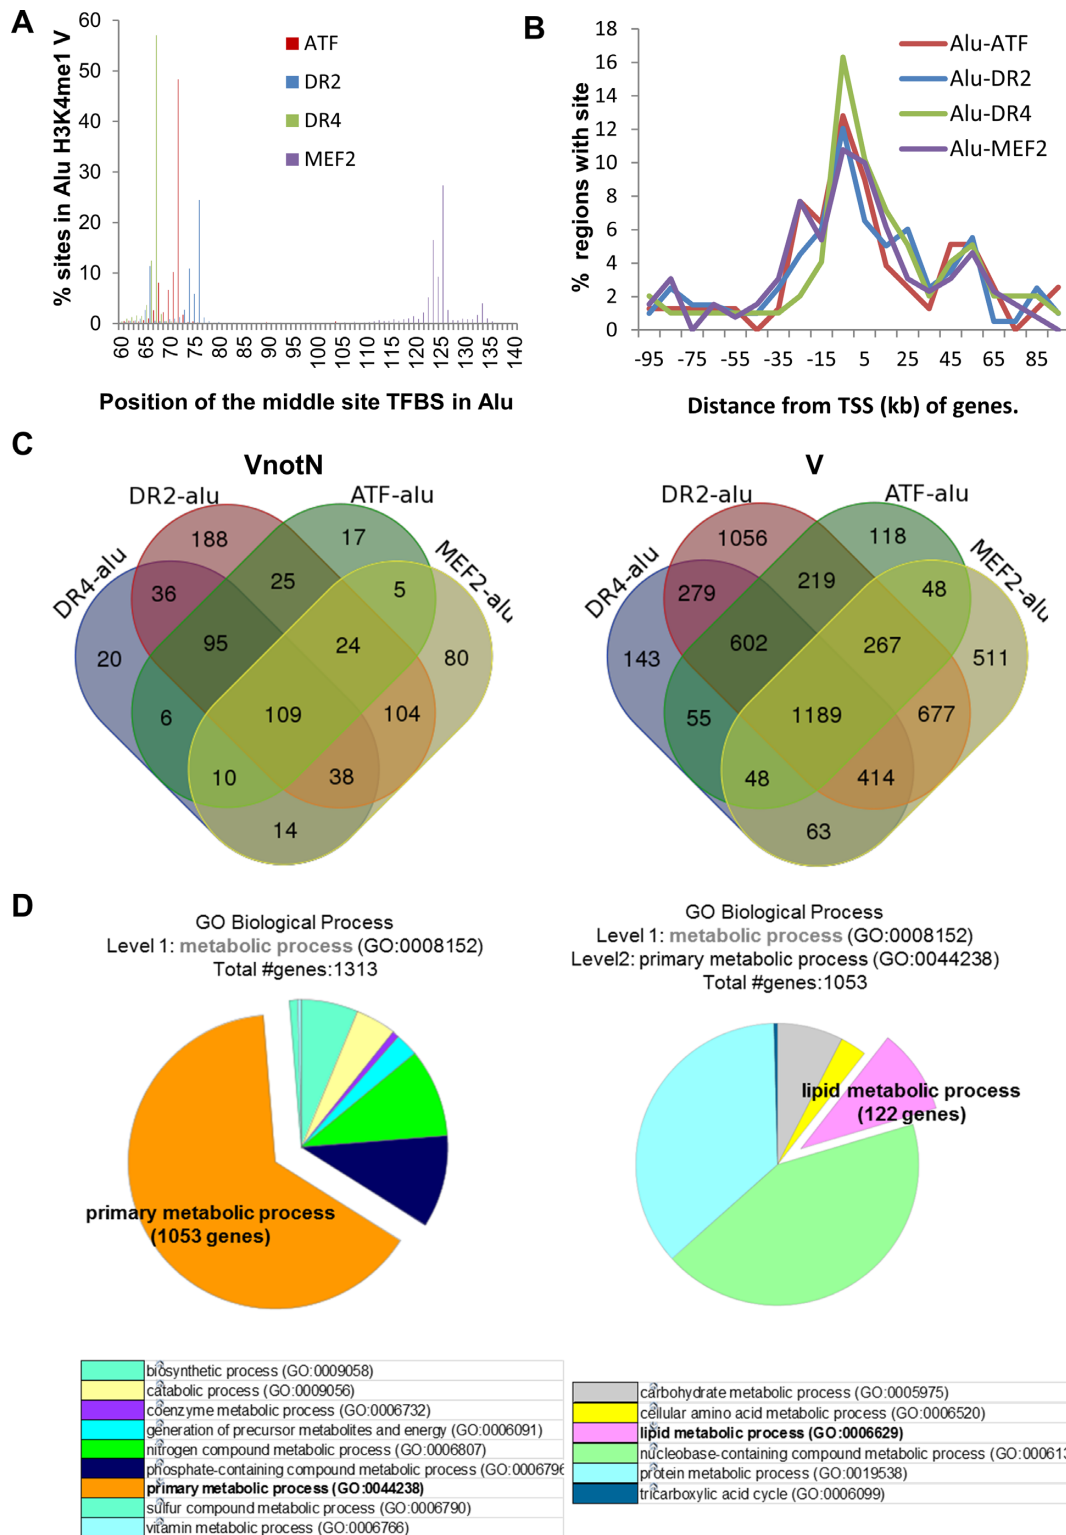 A
% sites in Alu H3K4me1 V
60
50
40
30
20
10
0
ATF
DR2
DR4
MEF2
60 65 70 75 80 85 90 95 100 105 110 115 120 125 130 135 140
Position of the middle site TFBS in Alu
B
% regions with site
18
16
14
12
10
8
6
4
2
0
Alu-ATF
Alu-DR2
Alu-DR4
Alu-MEF2
-95 -75 -55 -35 -15 5 25 45 65 85
Distance from TSS (kb) of genes.
C
VnotN
DR4-alu
DR2-alu
ATF-alu
MEF2-alu
188 17
36 25 5
20 95 24 80
6 109 104
10 38
14
V
DR4-alu
DR2-alu
ATF-alu
MEF2-alu
1056 118
279 219 48
143 602 267 511
55 1189 677
48 414
63
D
GO Biological Process
Level 1: metabolic process (GO:0008152)
Total #genes:1313
primary metabolic process
(1053 genes)
biosynthetic process (GO:0009058)
catabolic process (GO:0009056)
coenzyme metabolic process (GO:0006732)
generation of precursor metabolites and energy (GO:0006091)
nitrogen compound metabolic process (GO:0006807)
phosphate-containing compound metabolic process (GO:0006796
primary metabolic process (GO:0044238)
sulfur compound metabolic process (GO:0006790)
vitamin metabolic process (GO:0006766)
GO Biological Process
Level 1: metabolic process (GO:0008152)
Level2: primary metabolic process (GO:0044238)
Total #genes:1053
lipid metabolic process
(122 genes)
carbohydrate metabolic process (GO:0005975)
cellular amino acid metabolic process (GO:0006520)
lipid metabolic process (GO:0006629)
nucleobase-containing compound metabolic process (GO:000613
protein metabolic process (GO:0019538)
tricarboxylic acid cycle (GO:0006099)